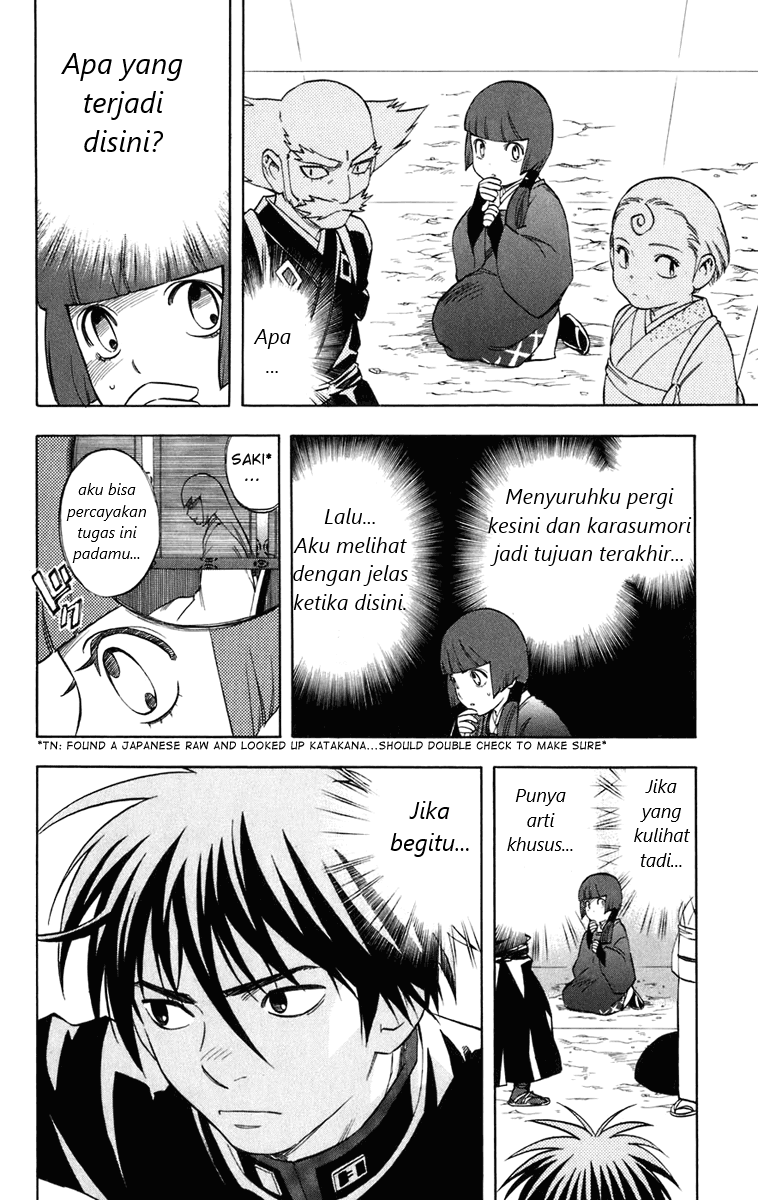 Apa
...
Apa yang
terjadi
disini?
Menyuruhku pergi
kesini dan karasumori
jadi tujuan terakhir...
Lalu...
Aku melihat
dengan jelas
ketika disini.
SAKI*
...
aku bisa
percayakan
tugas ini
padamu...
*TN: FOUND A JAPANESE RAW AND LOOKED UP KATAKANA...SHOULD DOUBLE CHECK TO MAKE SURE*
Jika
yang
kulihat
tadi...
Punya
arti
khusus...
Jika
begitu...